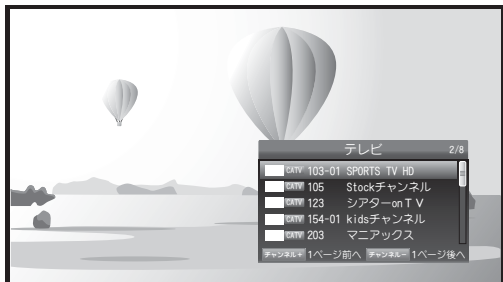 テレビ 2/8
CATV 103-01 SPORTS TV HD
CATV 105 Stockチャンネル
CATV 123 シアターonTV
CATV 154-01 kidsチャンネル
CATV 203 マニアックス
チャンネル+ 1ページ前へ チャンネル- 1ページ後へ